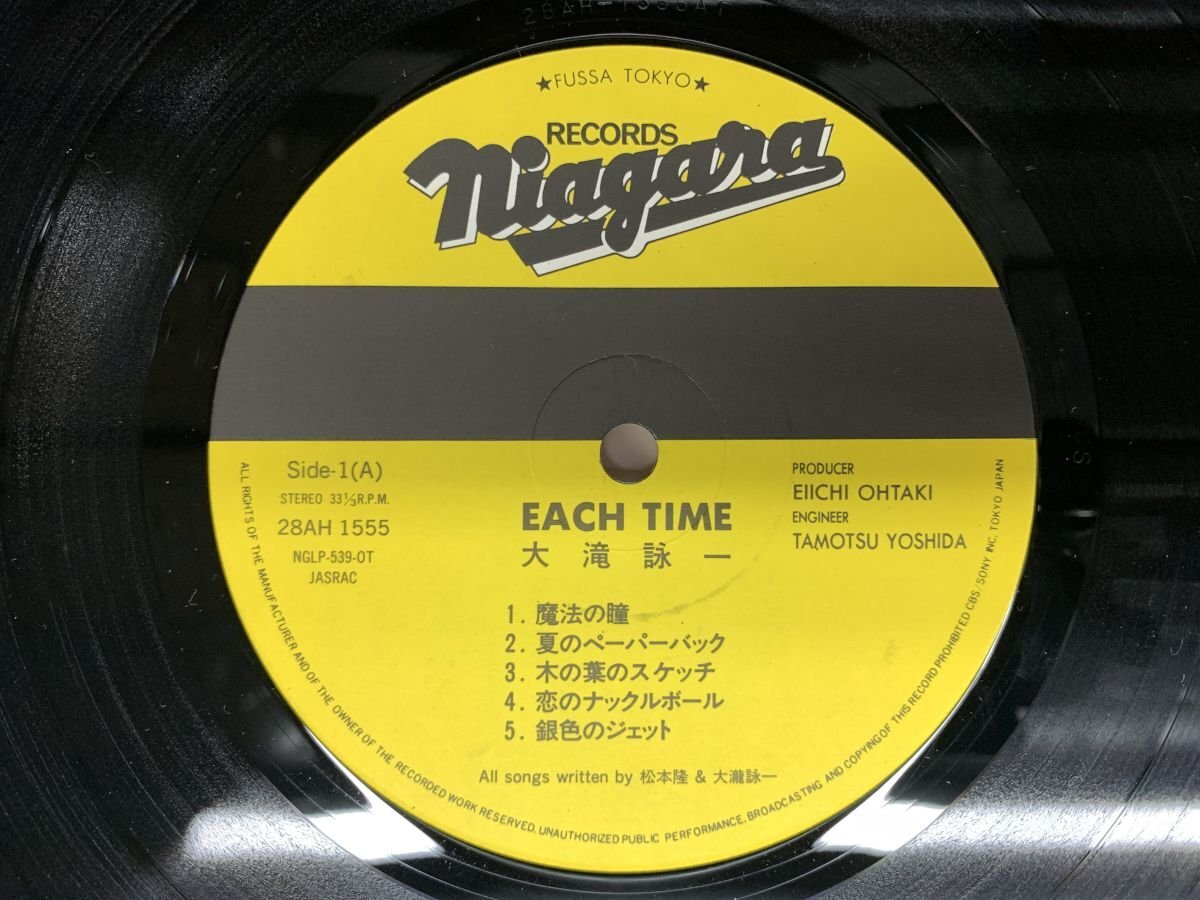 ★FUSSA TOKYO★
RECORDS
Niagara
Side-1(A)
STEREO 33⅓R.P.M.
28AH 1555
NGLP-539-OT
JASRAC
EACH TIME
大滝詠一
PRODUCER
EIICHI OHTAKI
ENGINEER
TAMOTSU YOSHIDA
1. 魔法の瞳
2. 夏のペーパーバック
3. 木の葉のスケッチ
4. 恋のナックルボール
5. 銀色のジェット
All songs written by 松本隆 & 大瀧詠一
ALL RIGHTS OF THE MANUFACTURER AND OF THE OWNER OF THE RECORDED WORK RESERVED. UNAUTHORIZED PUBLIC PERFORMANCE, BROADCASTING AND COPYING OF THIS RECORD PROHIBITED CBS/SONY INC. TOKYO JAPAN